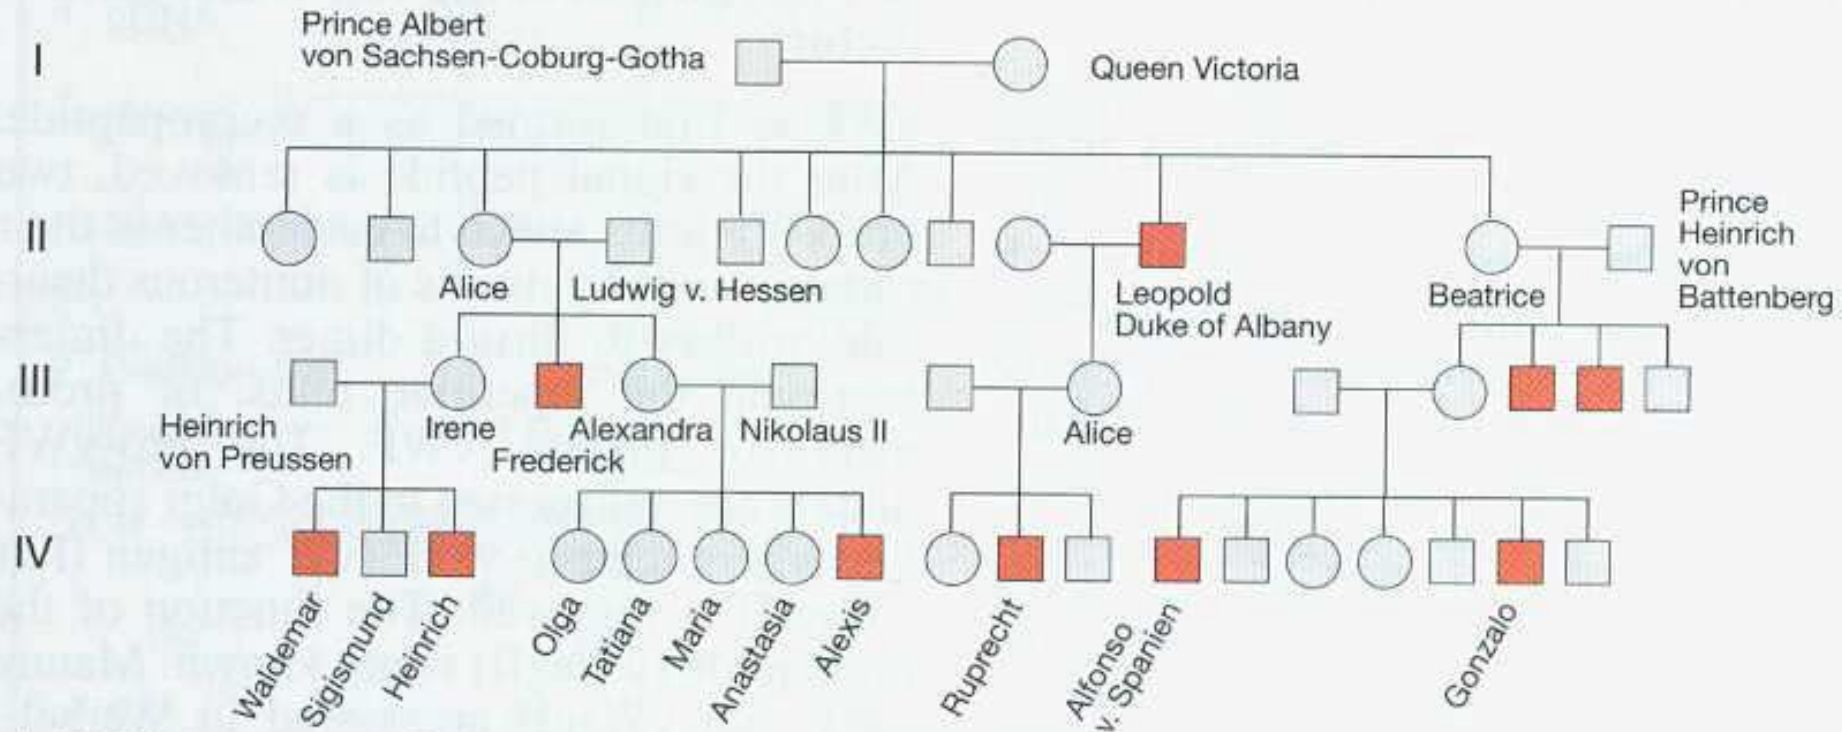 I
Prince Albert
von Sachsen-Coburg-Gotha
Queen Victoria
II
Alice
Ludwig v. Hessen
Leopold
Duke of Albany
Beatrice
Prince
Heinrich
von
Battenberg
III
Heinrich
von Preussen
Irene
Frederick
Alexandra
Nikolaus II
Alice
IV
Waldemar
Sigismund
Heinrich
Olga
Tatiana
Maria
Anastasia
Alexis
Ruprecht
Alfonso
v. Spanien
Gonzalo